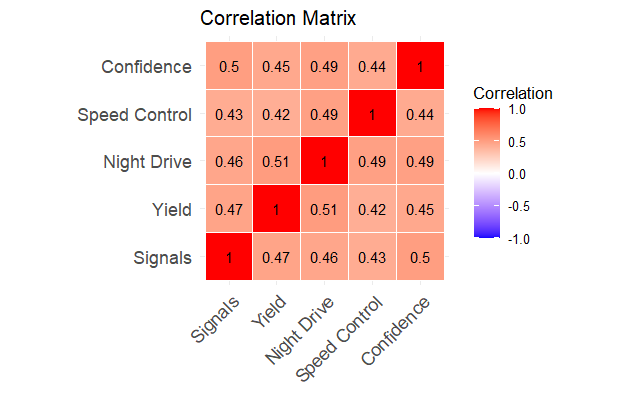 Correlation Matrix
Confidence 0.5 0.45 0.49 0.44 1
Speed Control 0.43 0.42 0.49 1 0.44
Night Drive 0.46 0.51 1 0.49 0.49
Yield 0.47 1 0.51 0.42 0.45
Signals 1 0.47 0.46 0.43 0.5
Signals Yield Night Drive Speed Control Confidence
Correlation
1.0
0.5
0.0
-0.5
-1.0